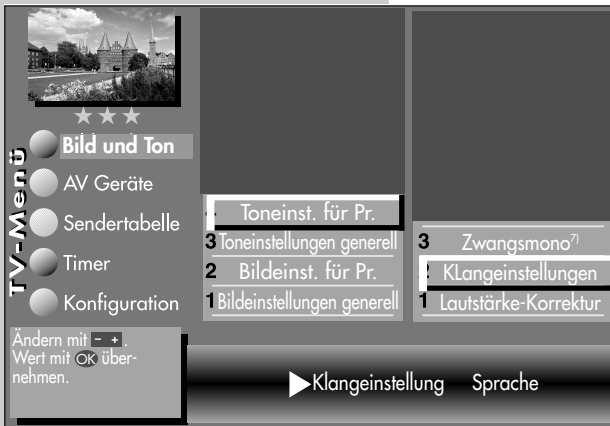 TV-Menü
Bild und Ton
AV Geräte
Sendertabelle
Timer
Konfiguration
4 Toneinst. für Pr.
3 Toneinstellungen generell
2 Bildeinst. für Pr.
1 Bildeinstellungen generell
3 Zwangsmono7)
2 KLangeinstellungen
1 Lautstärke-Korrektur
Ändern mit - + .
Wert mit OK über-
nehmen.
Klangeinstellung Sprache